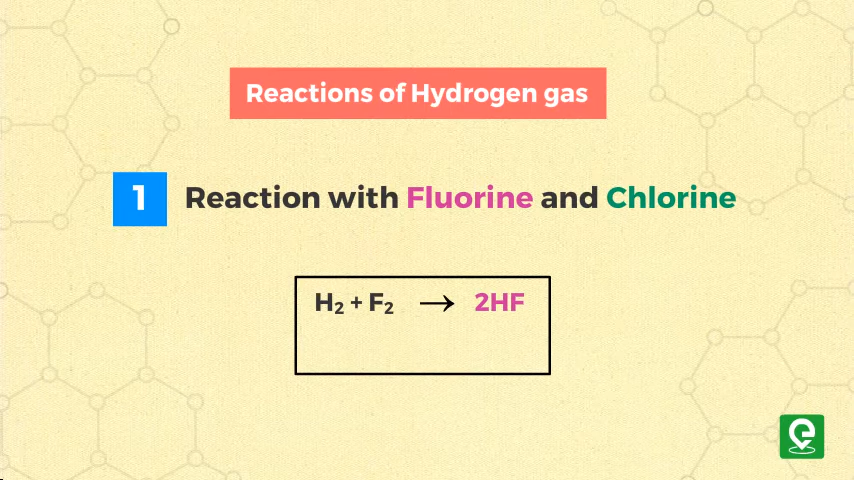 Reactions of Hydrogen gas
1 Reaction with Fluorine and Chlorine
H₂ + F₂ → 2HF